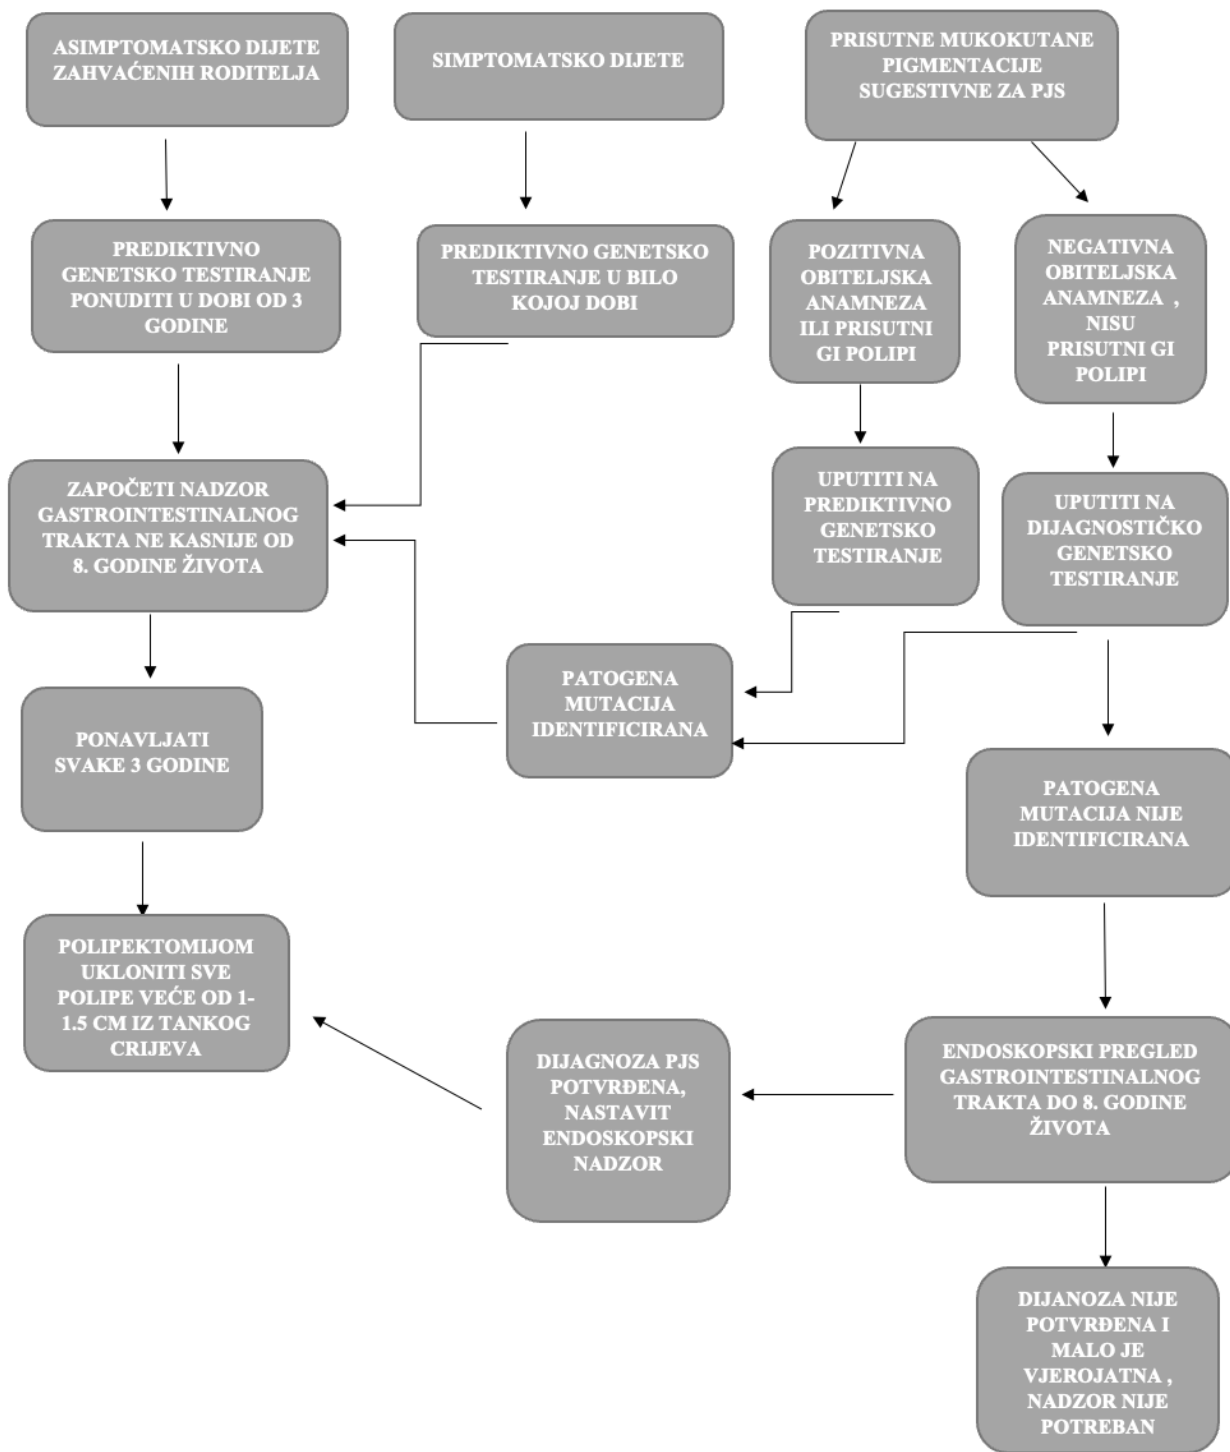 ASIMPTOMATSKO DIJETE
ZAHVAĆENIH RODITELJA
SIMPTOMATSKO DIJETE
PRISUTNE MUKOKUTANE
PIGMENTACIJE
SUGESTIVNE ZA PJS
PREDIKTIVNO
GENETSKO TESTIRANJE
PONUDITI U DOBI OD 3
GODINE
PREDIKTIVNO GENETSKO
TESTIRANJE U BILO
KOJOJ DOBI
POZITIVNA
OBITELJSKA
ANAMNEZA
ILI PRISUTNI
GI POLIPI
NEGATIVNA
OBITELJSKA
ANAMNEZA ,
NISU
PRISUTNI GI
POLIPI
ZAPOČETI NADZOR
GASTROINTESTINALNOG
TRAKTA NE KASNIJE OD
8. GODINE ŽIVOTA
UPUTITI NA
PREDIKTIVNO
GENETSKO
TESTIRANJE
UPUTITI NA
DIJAGNOSTIČKO
GENETSKO
TESTIRANJE
PATOGENA
MUTACIJA
IDENTIFICIRANA
PONAVLJATI
SVAKE 3 GODINE
PATOGENA
MUTACIJA NIJE
IDENTIFICIRANA
POLIPEKTOMIJOM
UKLONITI SVE
POLIPE VEĆE OD 1-
1.5 CM IZ TANKOG
CRIJEVA
DIJAGNOZA PJS
POTVRĐENA,
NASTAVIT
ENDOSKOPSKI
NADZOR
ENDOSKOPSKI PREGLED
GASTROINTESTINALNOG
TRAKTA DO 8. GODINE
ŽIVOTA
DIJANOZA NIJE
POTVRĐENA I
MALO JE
VJEROJATNA ,
NADZOR NIJE
POTREBAN